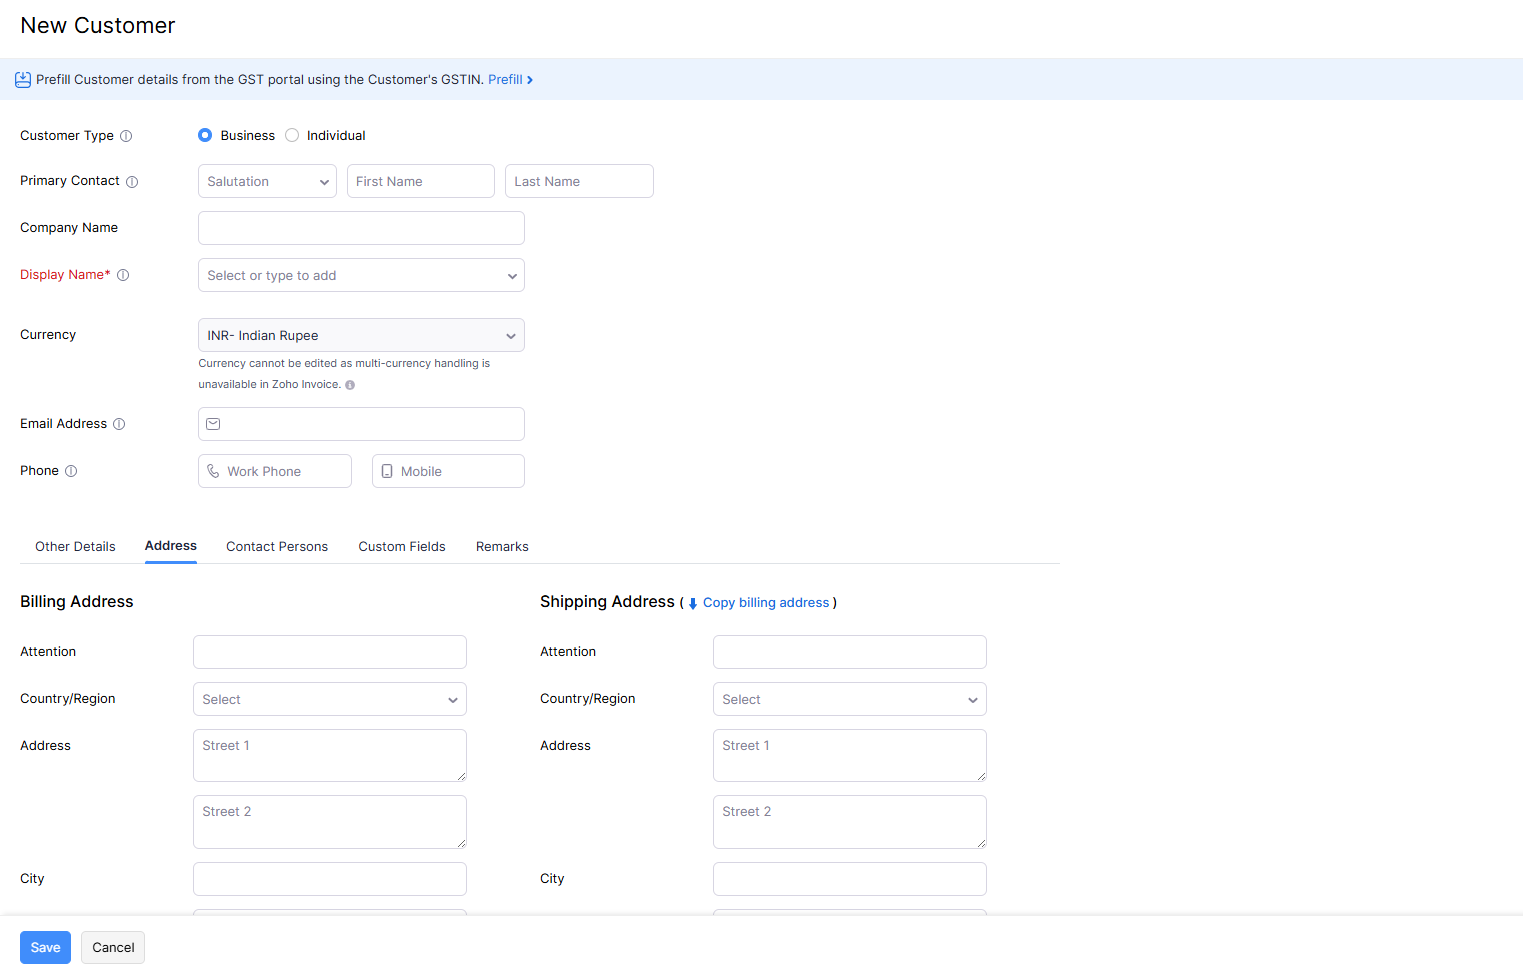 New Customer
Prefill Customer details from the GST portal using the Customer's GSTIN. Prefill
Customer Type Business Individual
Primary Contact Salutation First Name Last Name
Company Name
Display Name* Select or type to add
Currency INR- Indian Rupee
Currency cannot be edited as multi-currency handling is
unavailable in Zoho Invoice.
Email Address
Phone Work Phone Mobile
Other Details Address Contact Persons Custom Fields Remarks
Billing Address Shipping Address ( Copy billing address )
Attention Attention
Country/Region Select Country/Region Select
Address Street 1 Address Street 1
Street 2 Street 2
City City
Save Cancel